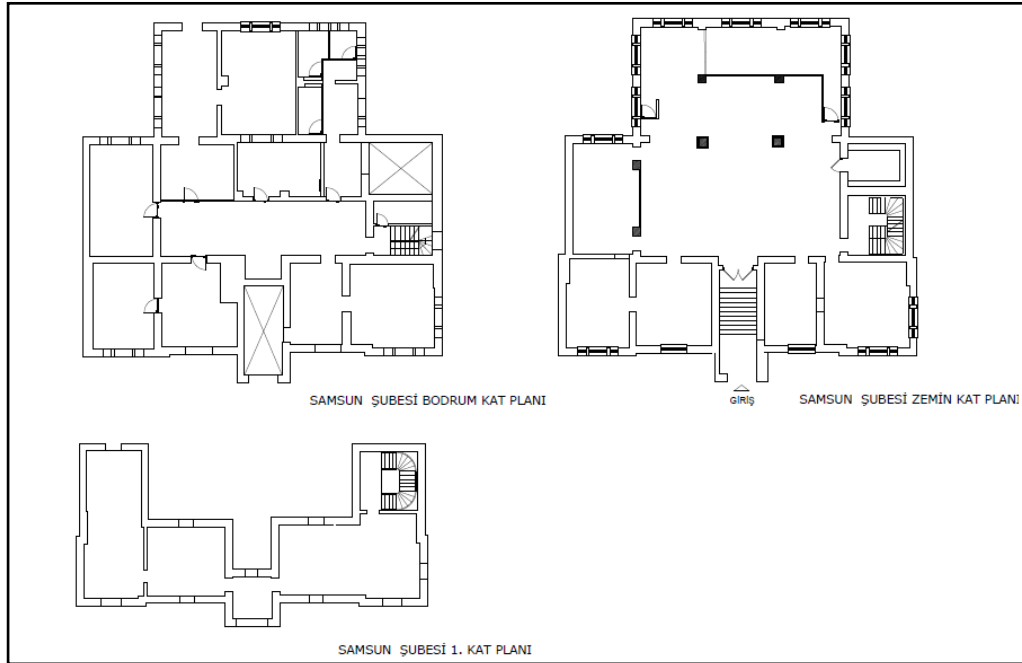 SAMSUN ŞUBESİ BODRUM KAT PLANI
GİRİŞ
SAMSUN ŞUBESİ ZEMİN KAT PLANI
SAMSUN ŞUBESİ 1. KAT PLANI